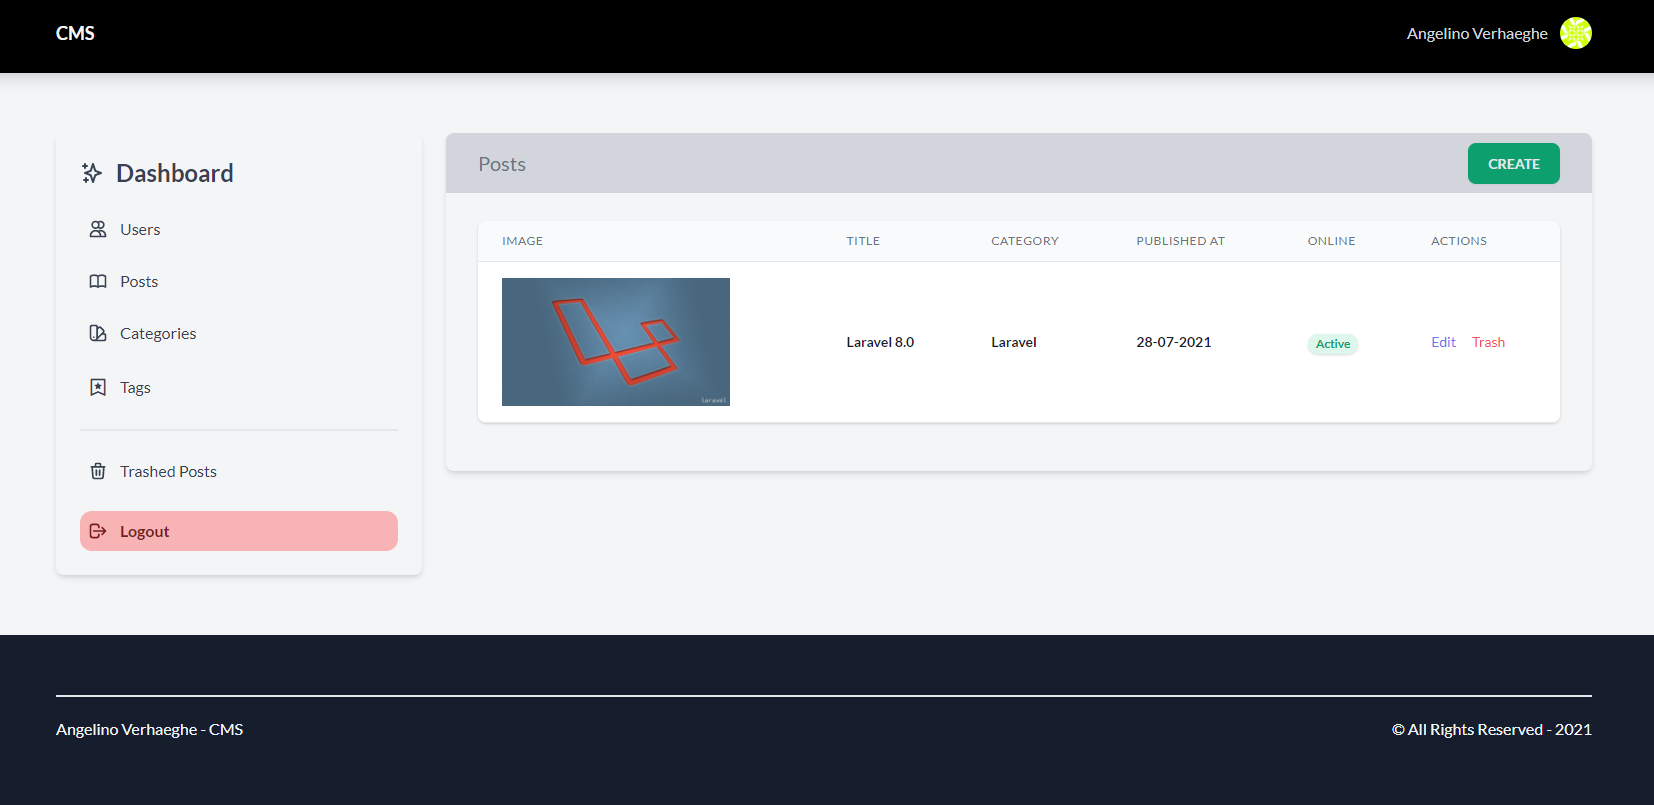 CMS
Angelino Verhaeghe
Dashboard
Users
Posts
Categories
Tags
Trashed Posts
Logout
Posts
CREATE
IMAGE TITLE CATEGORY PUBLISHED AT ONLINE ACTIONS
Laravel 8.0 Laravel 28-07-2021 Active Edit Trash
laravel
Angelino Verhaeghe - CMS
© All Rights Reserved - 2021